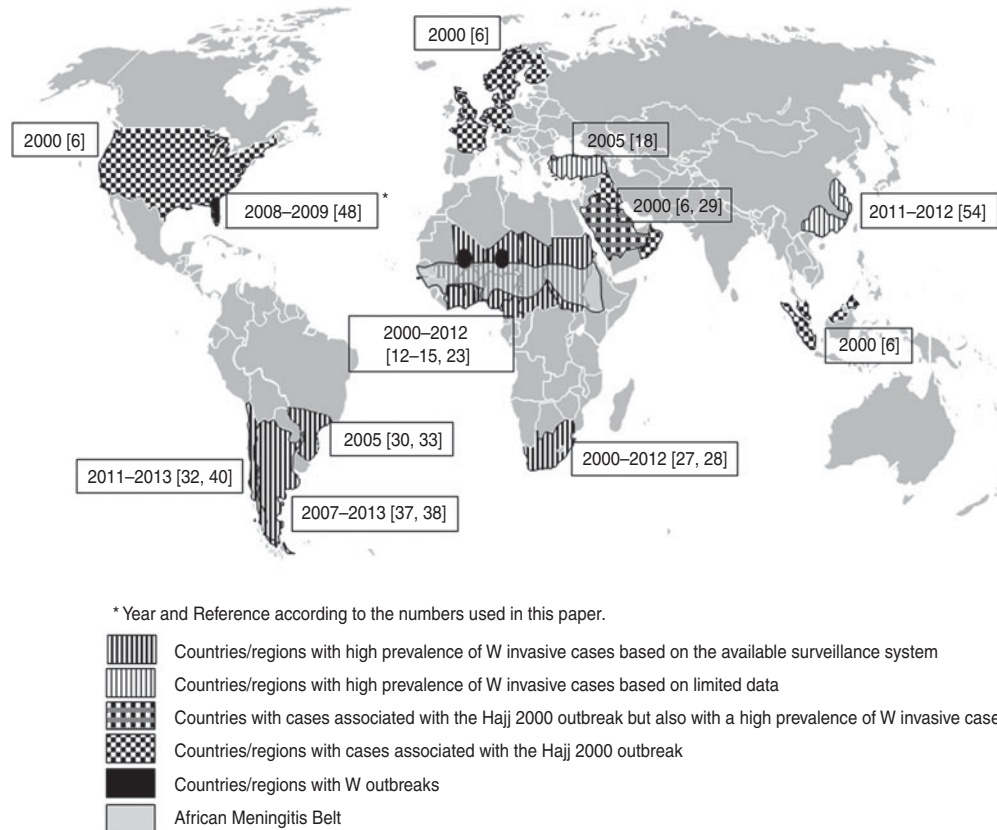 2000 [6]
2000 [6]
2005 [18]
2008–2009 [48]
*
2000 [6, 29]
2011–2012 [54]
2000–2012
[12–15, 23]
2000 [6]
2005 [30, 33]
2000–2012 [27, 28]
2011–2013 [32, 40]
2007–2013 [37, 38]
* Year and Reference according to the numbers used in this paper.
Countries/regions with high prevalence of W invasive cases based on the available surveillance system
Countries/regions with high prevalence of W invasive cases based on limited data
Countries with cases associated with the Hajj 2000 outbreak but also with a high prevalence of W invasive case
Countries/regions with cases associated with the Hajj 2000 outbreak
Countries/regions with W outbreaks
African Meningitis Belt